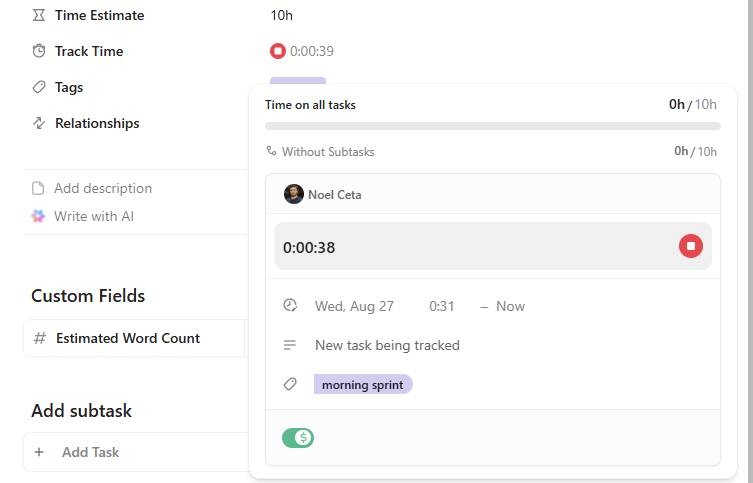 Time Estimate 10h
Track Time 0:00:39
Tags
Relationships
Add description
Write with AI
Custom Fields
# Estimated Word Count
Add subtask
+ Add Task
Time on all tasks 0h / 10h
Without Subtasks 0h / 10h
Noel Ceta
0:00:38
Wed, Aug 27 0:31 – Now
New task being tracked
morning sprint
$